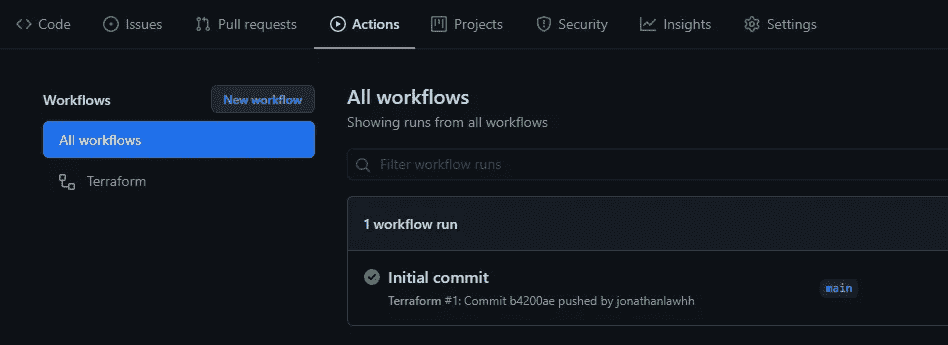 Code Issues Pull requests Actions Projects Security Insights Settings
Workflows New workflow
All workflows
Terraform
All workflows
Showing runs from all workflows
Filter workflow runs
1 workflow run
Initial commit
Terraform #1: Commit b4200ae pushed by jonathanlawhh
main